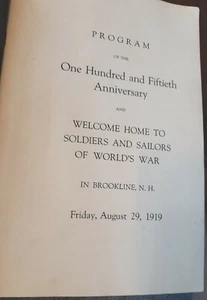 PROGRAM
OF THE
One Hundred and Fiftieth
Anniversary
AND
WELCOME HOME TO
SOLDIERS AND SAILORS
OF WORLD'S WAR
IN BROOKLINE, N. H.
Friday, August 29, 1919